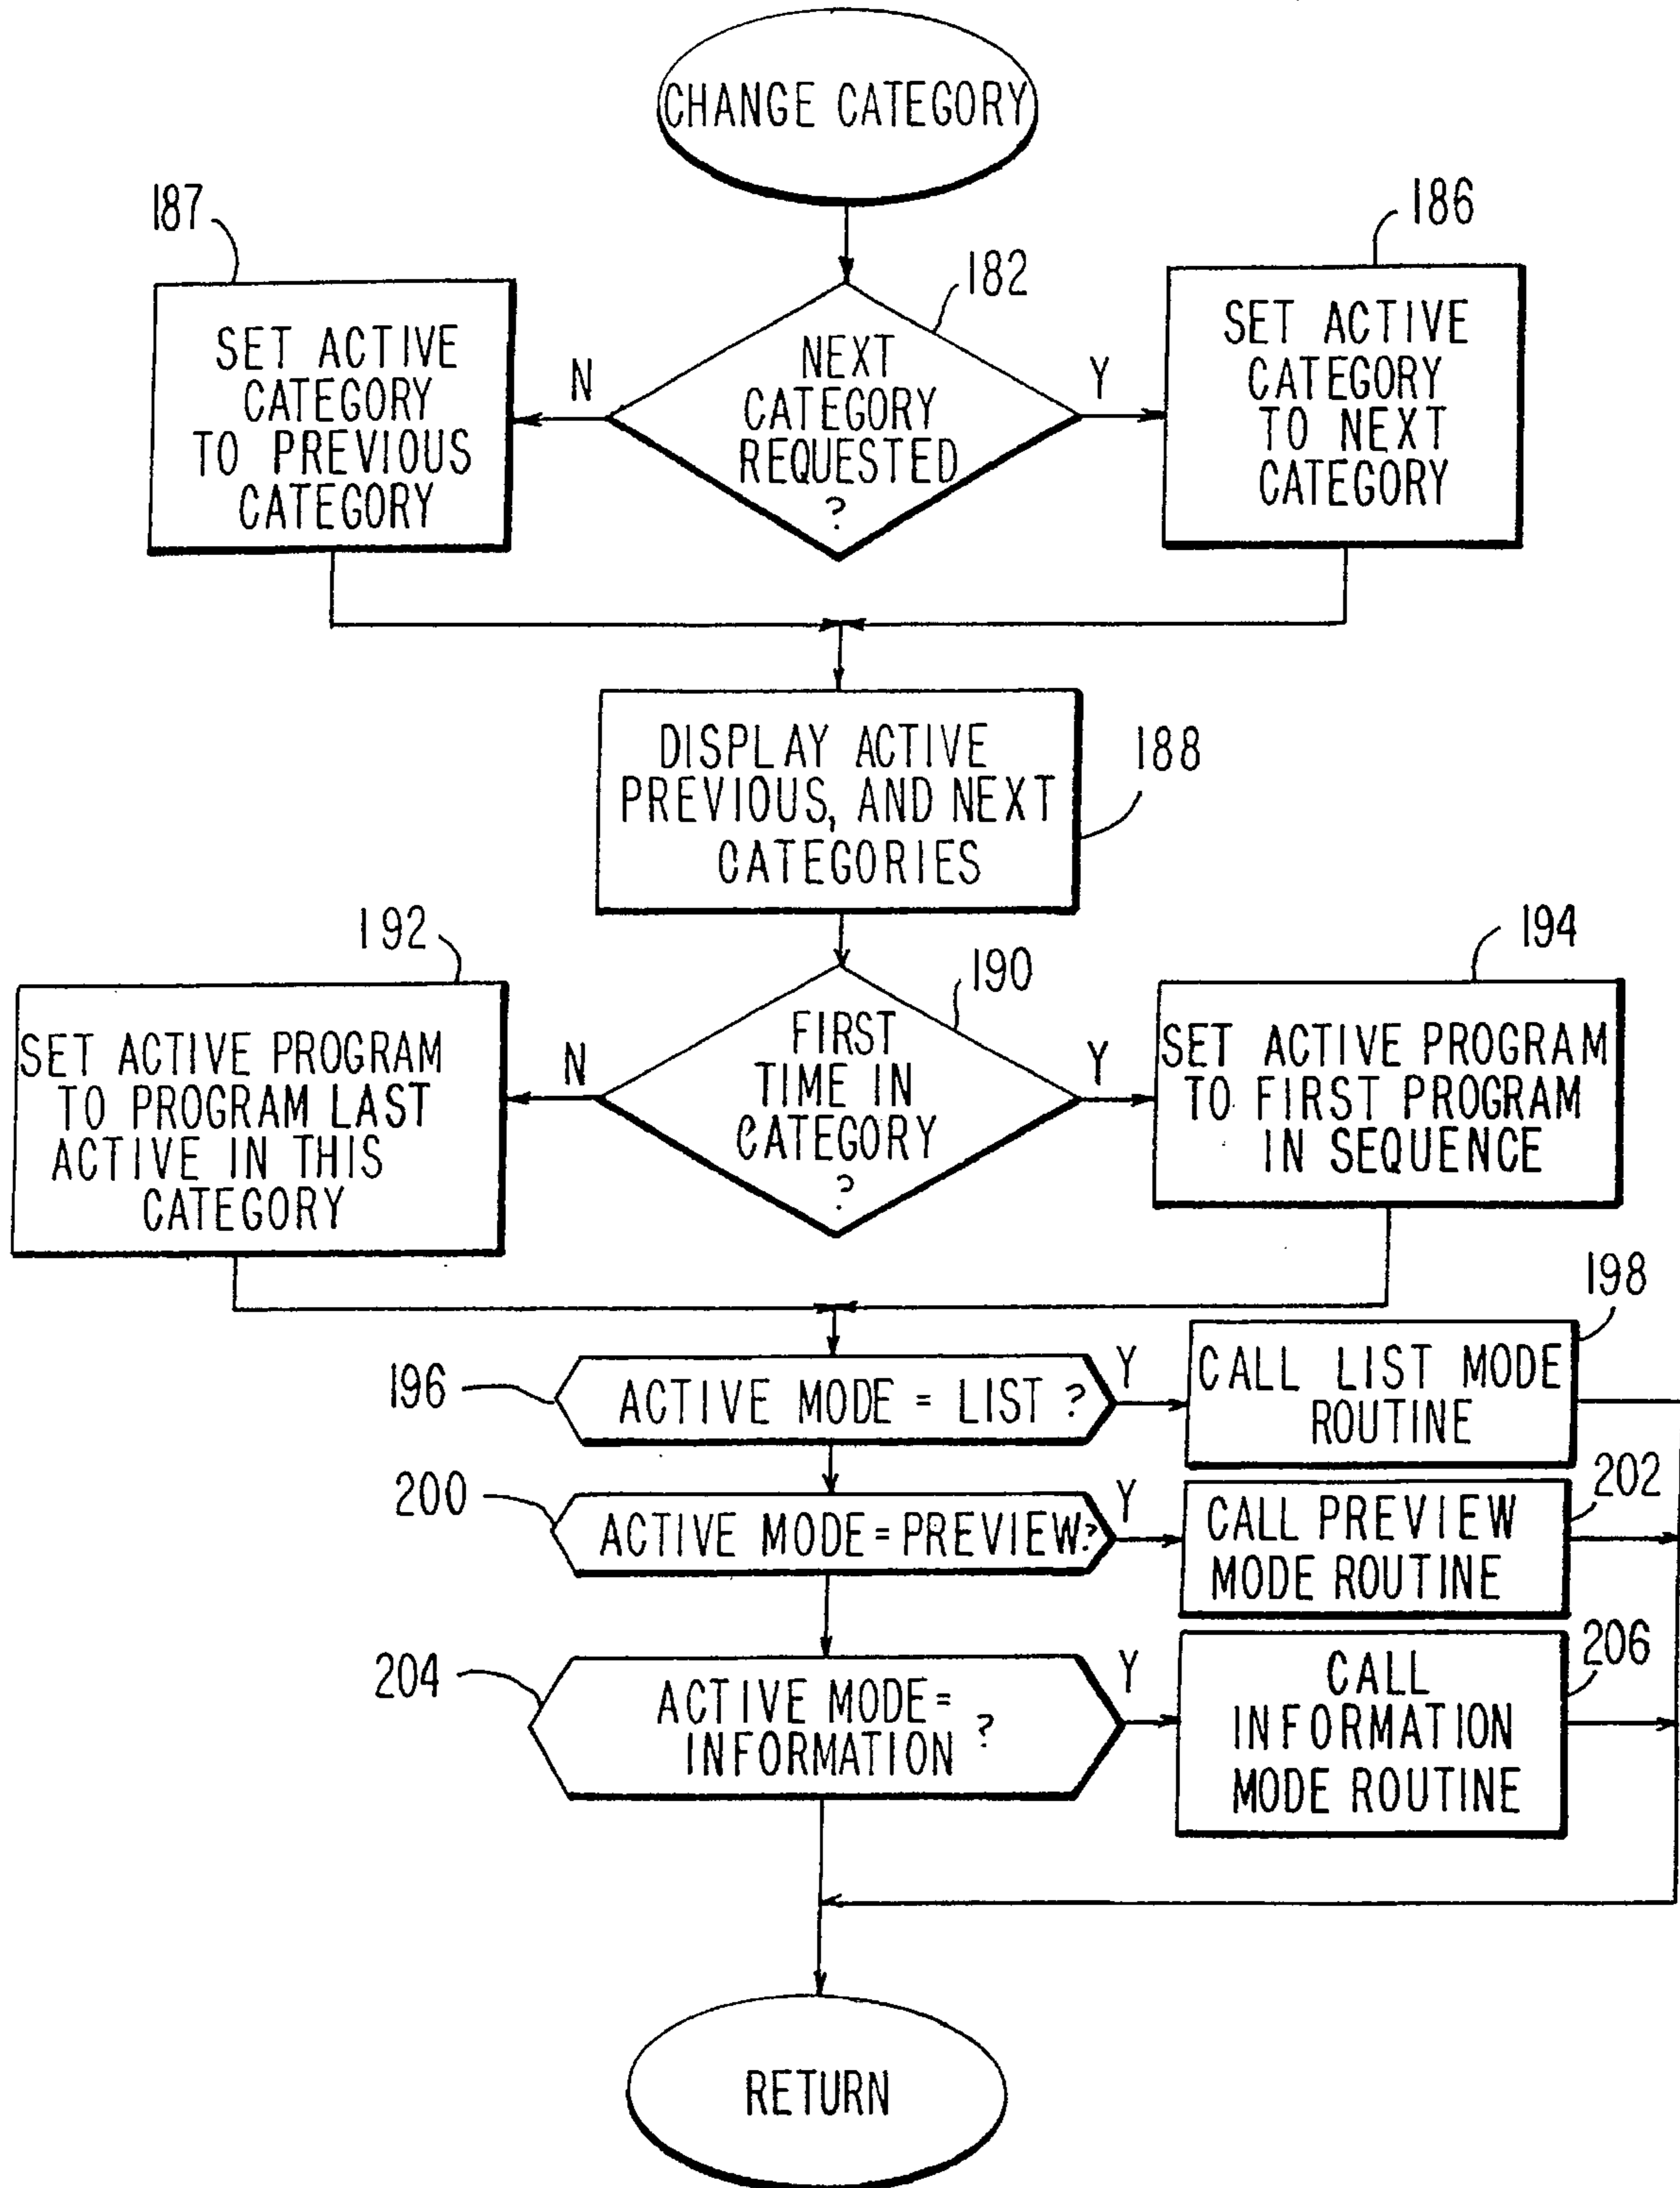 CHANGE CATEGORY
187
186
182
SET ACTIVE
CATEGORY
TO PREVIOUS
CATEGORY
N
NEXT
CATEGORY
REQUESTED
?
Y
SET ACTIVE
CATEGORY
TO NEXT
CATEGORY
DISPLAY ACTIVE
PREVIOUS, AND NEXT
CATEGORIES
188
192
190
194
SET ACTIVE PROGRAM
TO PROGRAM LAST
ACTIVE IN THIS
CATEGORY
N
FIRST
TIME IN
CATEGORY
?
Y
SET ACTIVE PROGRAM
TO FIRST PROGRAM
IN SEQUENCE
198
196
ACTIVE MODE = LIST ?
Y
CALL LIST MODE
ROUTINE
202
200
ACTIVE MODE = PREVIEW?
Y
CALL PREVIEW
MODE ROUTINE
206
204
ACTIVE MODE =
INFORMATION ?
Y
CALL
INFORMATION
MODE ROUTINE
RETURN